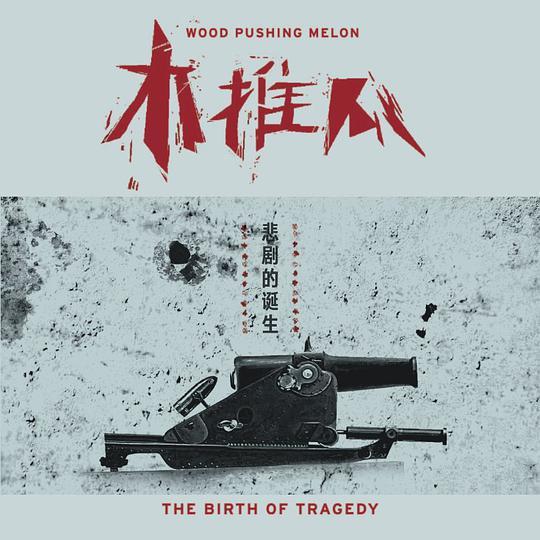 WOOD PUSHING MELON
木推瓜
悲剧的诞生
THE BIRTH OF TRAGEDY